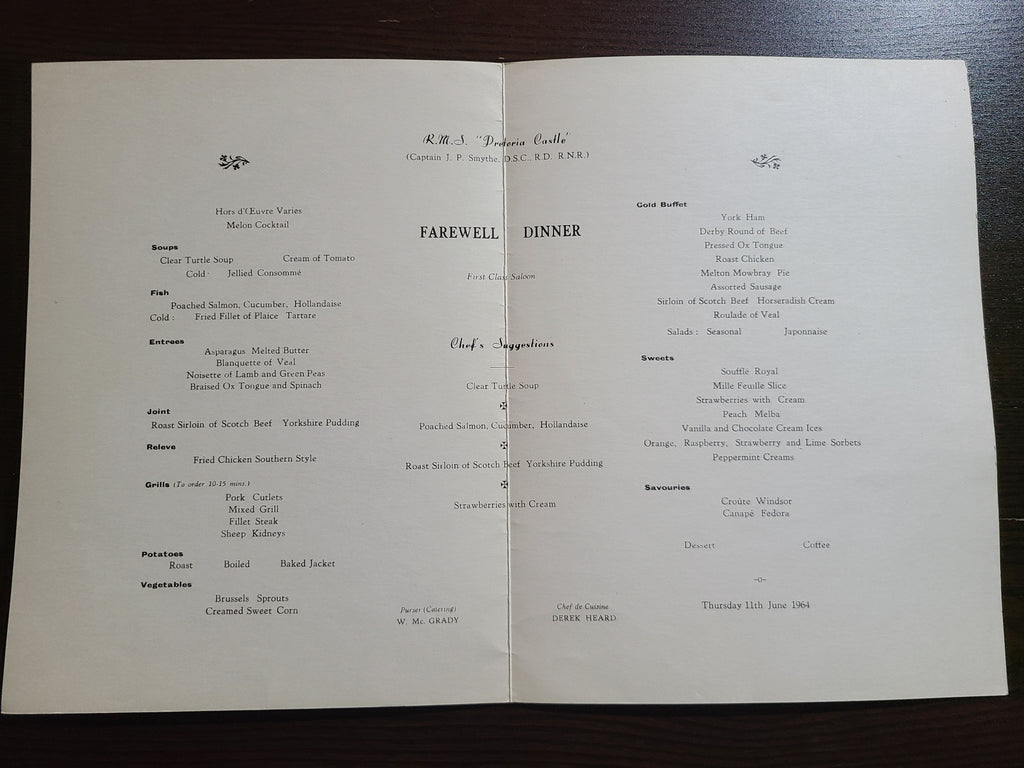 R.M.S. "Pretoria Castle"
(Captain J. P. Smythe, D.S.C., R.D. R.N.R.)
Hors d'Œuvre Varies
Melon Cocktail
Soups
Clear Turtle Soup Cream of Tomato
Cold : Jellied Consommé
Fish
Poached Salmon, Cucumber, Hollandaise
Cold : Fried Fillet of Plaice Tartare
Entrees
Asparagus Melted Butter
Blanquette of Veal
Noisette of Lamb and Green Peas
Braised Ox Tongue and Spinach
Joint
Roast Sirloin of Scotch Beef Yorkshire Pudding
Releve
Fried Chicken Southern Style
Grills (To order 10-15 mins.)
Pork Cutlets
Mixed Grill
Fillet Steak
Sheep Kidneys
Potatoes
Roast Boiled Baked Jacket
Vegetables
Brussels Sprouts
Creamed Sweet Corn
FAREWELL DINNER
First Class Saloon
Chef's Suggestions
Clear Turtle Soup
Poached Salmon, Cucumber, Hollandaise
Roast Sirloin of Scotch Beef Yorkshire Pudding
Strawberries with Cream
Purser (Catering) Chef de Cuisine
W. Mc. GRADY DEREK HEARD
Cold Buffet
York Ham
Derby Round of Beef
Pressed Ox Tongue
Roast Chicken
Melton Mowbray Pie
Assorted Sausage
Sirloin of Scotch Beef Horseradish Cream
Roulade of Veal
Salads : Seasonal Japonnaise
Sweets
Soufflé Royal
Mille Feuille Slice
Strawberries with Cream
Peach Melba
Vanilla and Chocolate Cream Ices
Orange, Raspberry, Strawberry and Lime Sorbets
Peppermint Creams
Savouries
Croûte Windsor
Canapé Fedora
Dessert Coffee
-o-
Thursday 11th June 1964